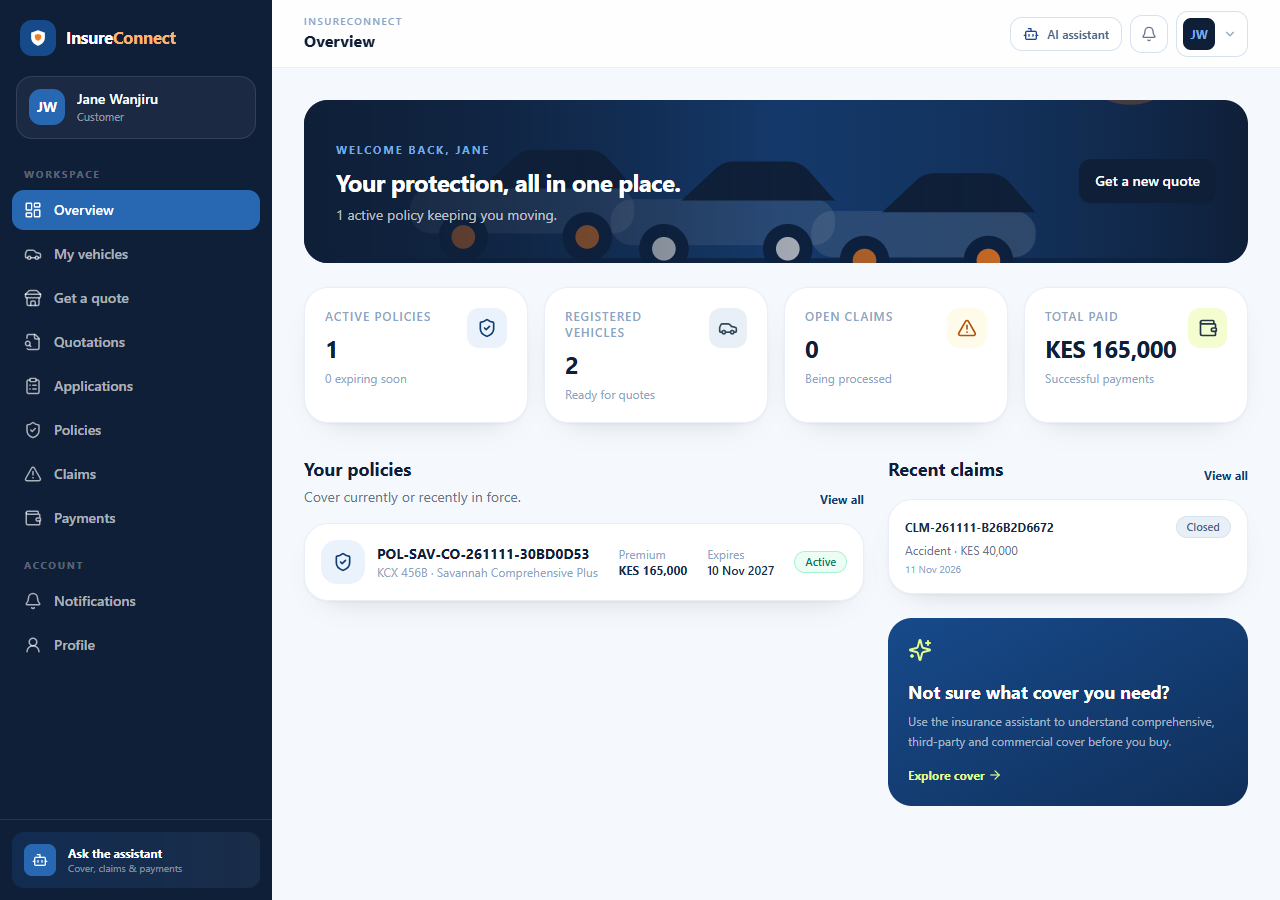 InsureConnect
JW
Jane Wanjiru
Customer
WORKSPACE
Overview
My vehicles
Get a quote
Quotations
Applications
Policies
Claims
Payments
ACCOUNT
Notifications
Profile
Ask the assistant
Cover, claims & payments
INSURECONNECT
Overview
AI assistant
JW
WELCOME BACK, JANE
Your protection, all in one place.
1 active policy keeping you moving.
Get a new quote
ACTIVE POLICIES
1
0 expiring soon
REGISTERED
VEHICLES
2
Ready for quotes
OPEN CLAIMS
0
Being processed
TOTAL PAID
KES 165,000
Successful payments
Your policies
Cover currently or recently in force.
View all
POL-SAV-CO-261111-30BD0D53
KCX 456B · Savannah Comprehensive Plus
Premium
KES 165,000
Expires
10 Nov 2027
Active
Recent claims
View all
CLM-261111-B26B2D6672
Closed
Accident · KES 40,000
11 Nov 2026
Not sure what cover you need?
Use the insurance assistant to understand comprehensive,
third-party and commercial cover before you buy.
Explore cover →